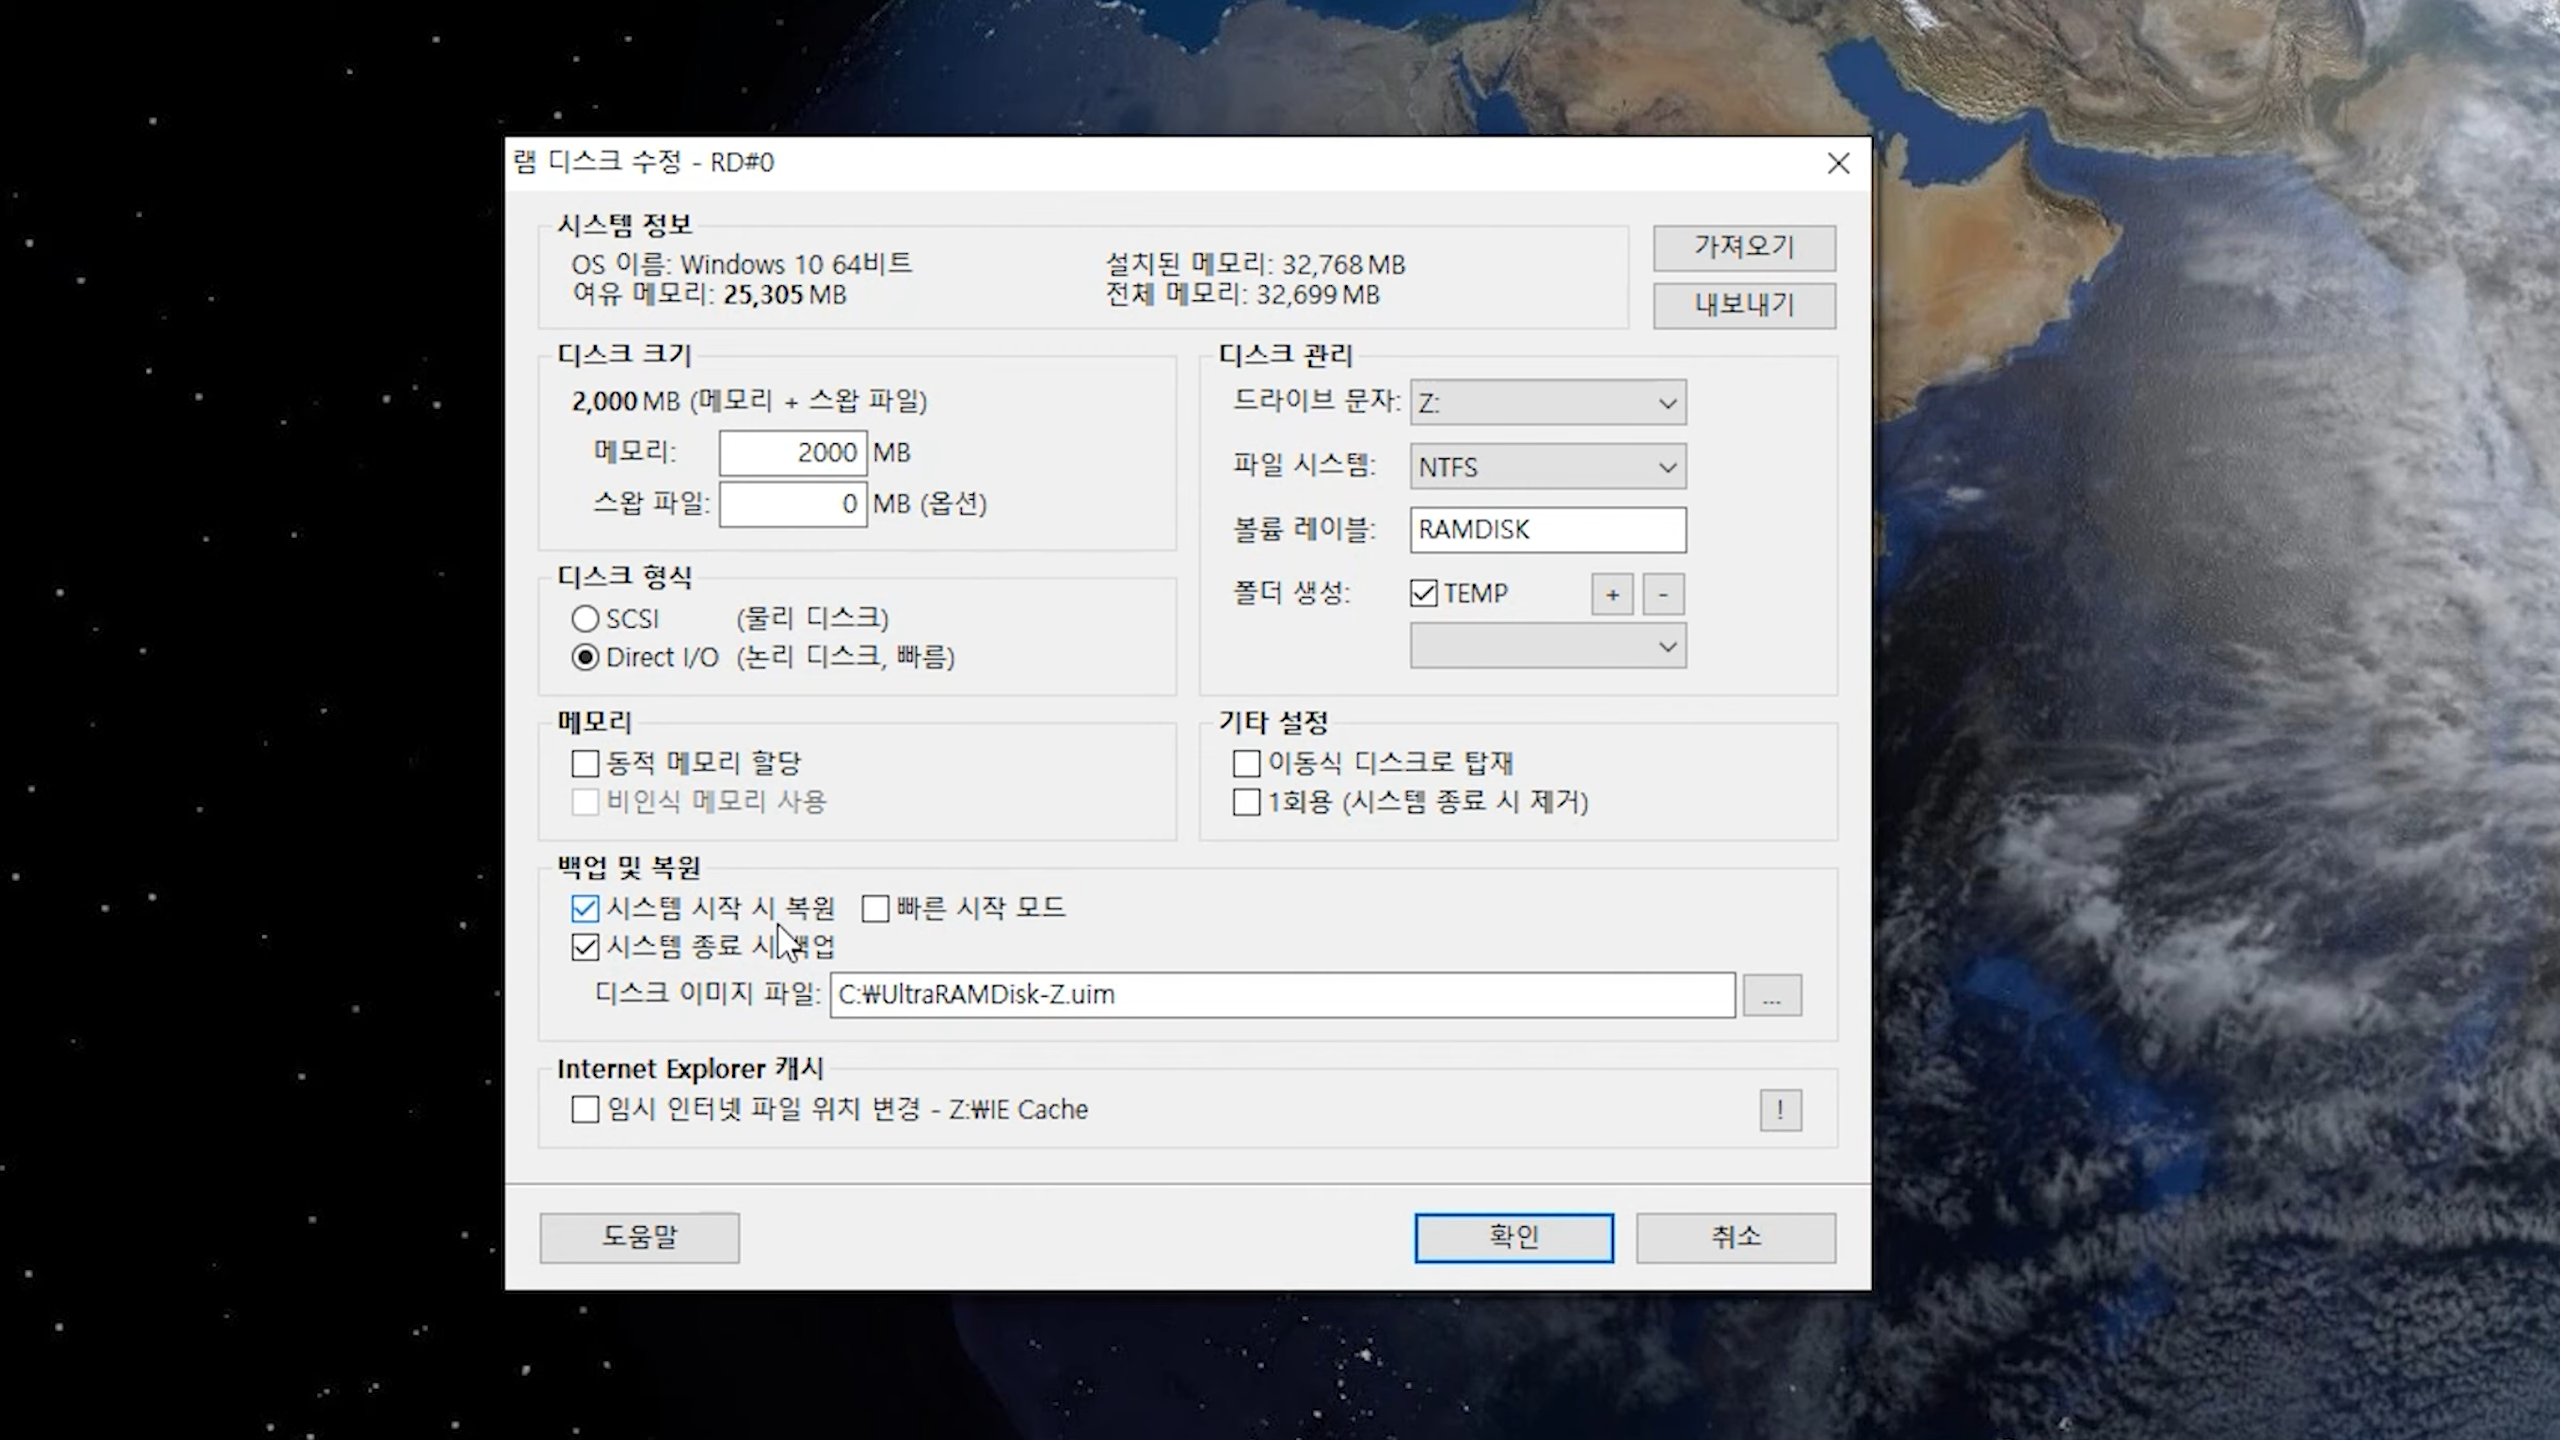 램 디스크 수정 - RD#0
시스템 정보
OS 이름: Windows 10 64비트
설치된 메모리: 32,768 MB
여유 메모리: 25,305 MB
전체 메모리: 32,699 MB
가져오기
내보내기
디스크 크기
2,000 MB (메모리 + 스왑 파일)
메모리: 2000 MB
스왑 파일: 0 MB (옵션)
디스크 관리
드라이브 문자: Z:
파일 시스템: NTFS
볼륨 레이블: RAMDISK
폴더 생성: TEMP + -
디스크 형식
SCSI (물리 디스크)
Direct I/O (논리 디스크, 빠름)
메모리
동적 메모리 할당
비인식 메모리 사용
기타 설정
이동식 디스크로 탑재
1회용 (시스템 종료 시 제거)
백업 및 복원
시스템 시작 시 복원 빠른 시작 모드
시스템 종료 시 백업
디스크 이미지 파일: C:₩UltraRAMDisk-Z.uim ...
Internet Explorer 캐시
임시 인터넷 파일 위치 변경 - Z:₩IE Cache !
도움말
확인
취소